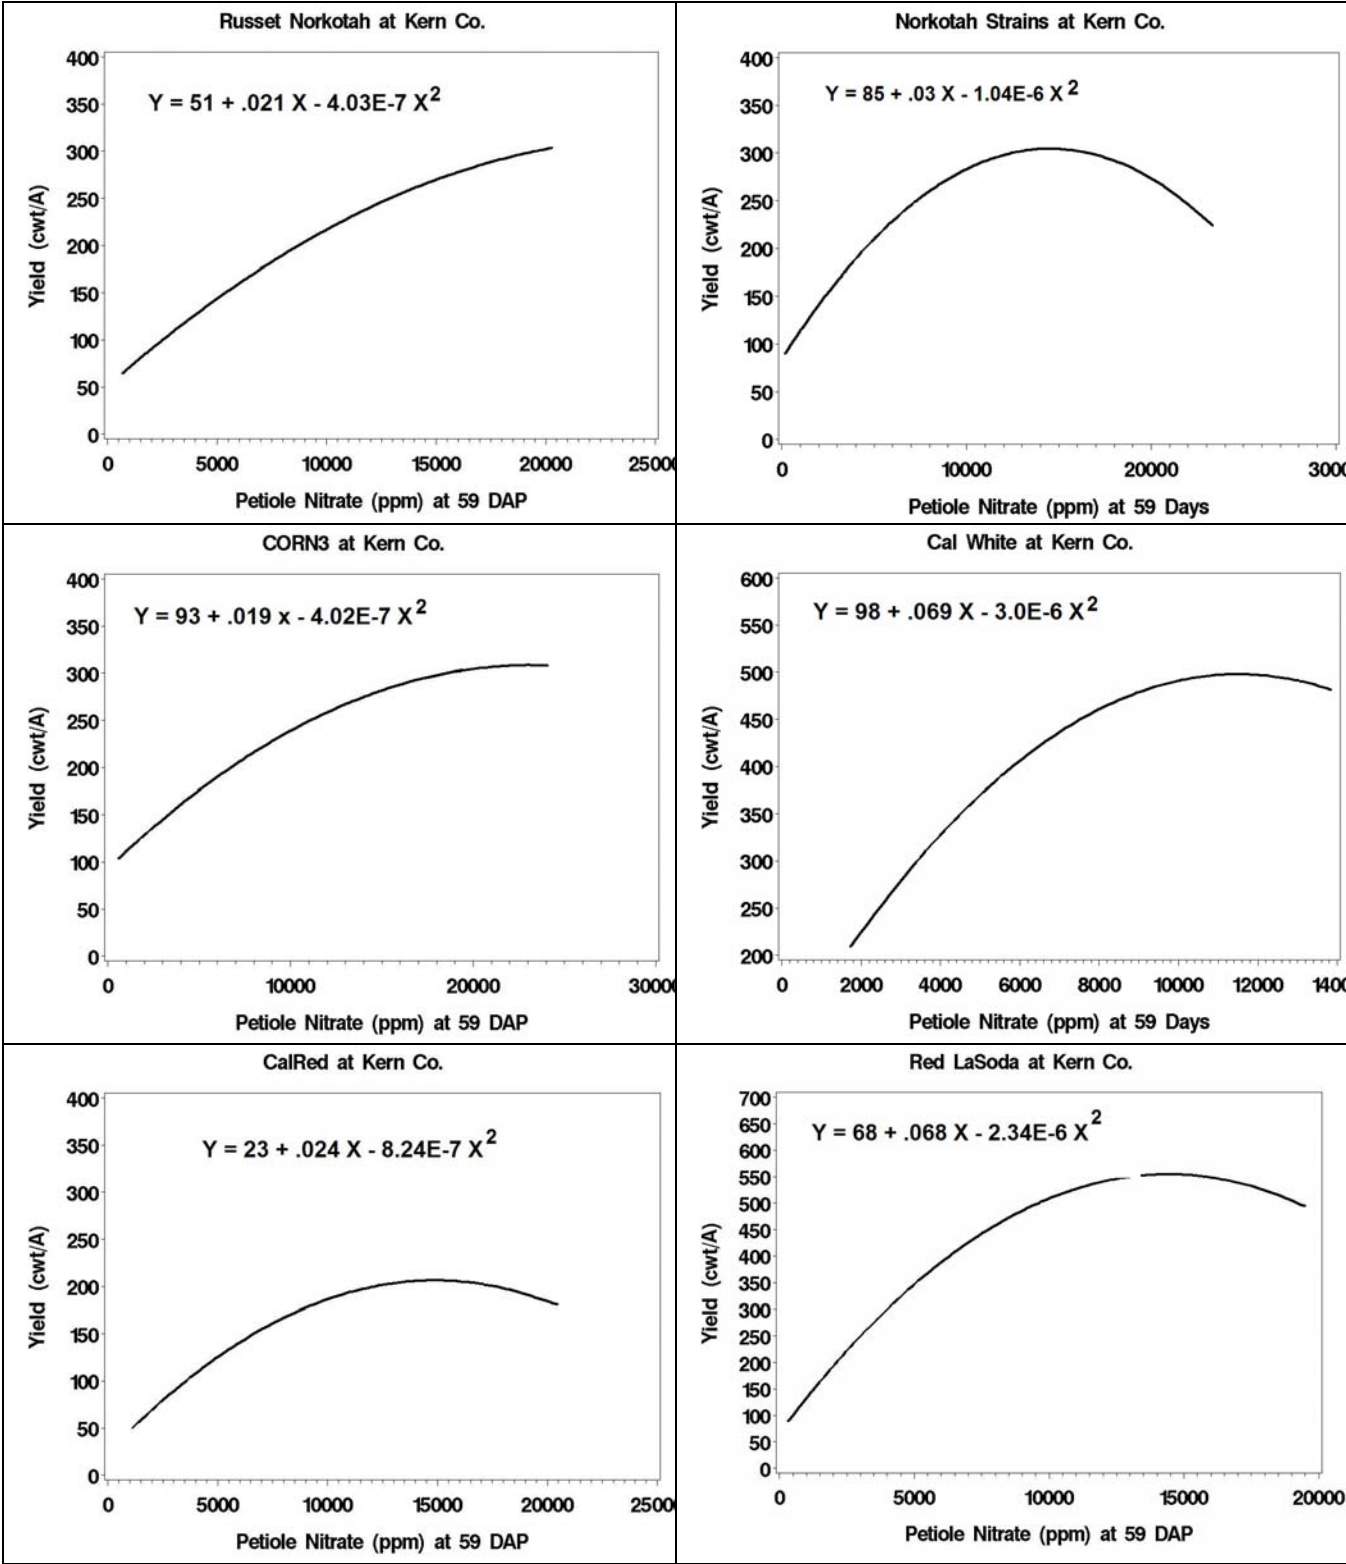 Russet Norkotah at Kern Co.
Y = 51 + .021 X - 4.03E-7 X²
Yield (cwt/A)
400
350
300
250
200
150
100
50
0
0 5000 10000 15000 20000 25000
Petiole Nitrate (ppm) at 59 DAP
Norkotah Strains at Kern Co.
Y = 85 + .03 X - 1.04E-6 X²
Yield (cwt/A)
400
350
300
250
200
150
100
50
0
0 10000 20000 3000
Petiole Nitrate (ppm) at 59 Days
CORN3 at Kern Co.
Y = 93 + .019 x - 4.02E-7 X²
Yield (cwt/A)
400
350
300
250
200
150
100
50
0
0 10000 20000 30000
Petiole Nitrate (ppm) at 59 DAP
Cal White at Kern Co.
Y = 98 + .069 X - 3.0E-6 X²
Yield (cwt/A)
600
550
500
450
400
350
300
250
200
0 2000 4000 6000 8000 10000 12000 1400
Petiole Nitrate (ppm) at 59 Days
CalRed at Kern Co.
Y = 23 + .024 X - 8.24E-7 X²
Yield (cwt/A)
400
350
300
250
200
150
100
50
0
0 5000 10000 15000 20000 25000
Petiole Nitrate (ppm) at 59 DAP
Red LaSoda at Kern Co.
Y = 68 + .068 X - 2.34E-6 X²
Yield (cwt/A)
700
650
600
550
500
450
400
350
300
250
200
150
100
50
0
0 5000 10000 15000 20000
Petiole Nitrate (ppm) at 59 DAP